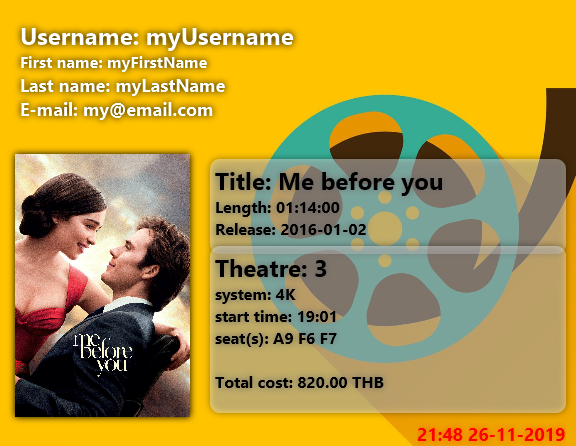 Username: myUsername
First name: myFirstName
Last name: myLastName
E-mail: my@email.com
me
before
you
Title: Me before you
Length: 01:14:00
Release: 2016-01-02
Theatre: 3
system: 4K
start time: 19:01
seat(s): A9 F6 F7
Total cost: 820.00 THB
21:48 26-11-2019